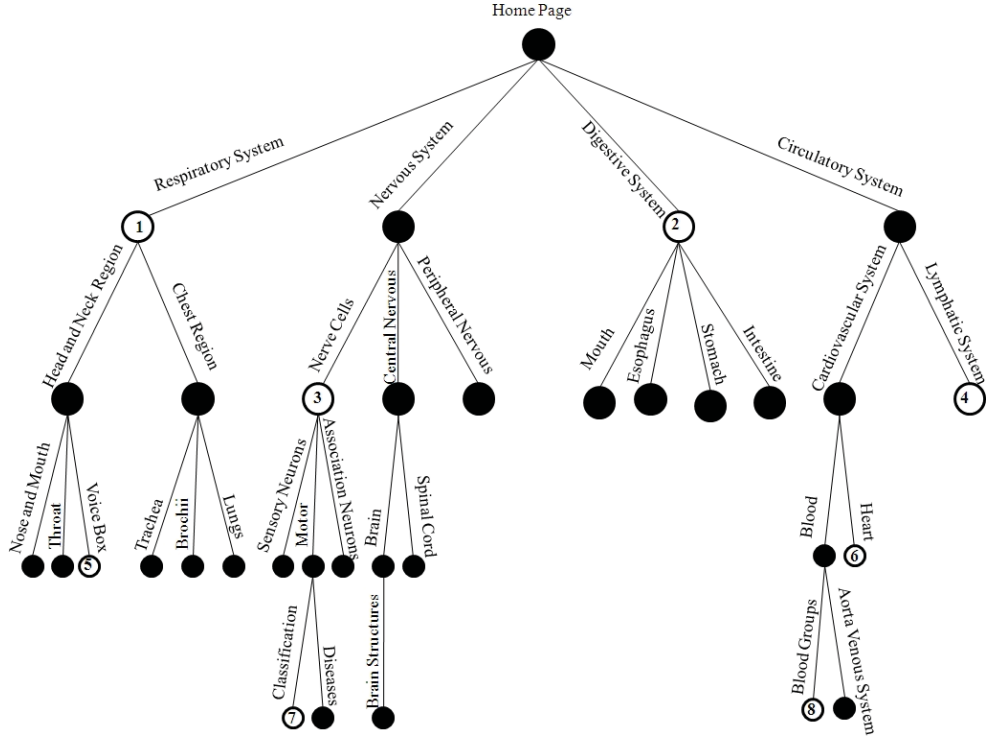 Home Page
Respiratory System
Nervous System
Digestive System
Circulatory System
1
2
Head and Neck Region
Chest Region
Nerve Cells
Central Nervous
Peripheral Nervous
Mouth
Esophagus
Stomach
Intestine
Cardiovascular System
Lymphatic System
3
4
Nose and Mouth
Throat
Voice Box
Trachea
Brochii
Lungs
Sensory Neurons
Motor
Association Neurons
Brain
Spinal Cord
Blood
Heart
5
6
Classification
Diseases
Brain Structures
Blood Groups
Aorta Venous System
7
8